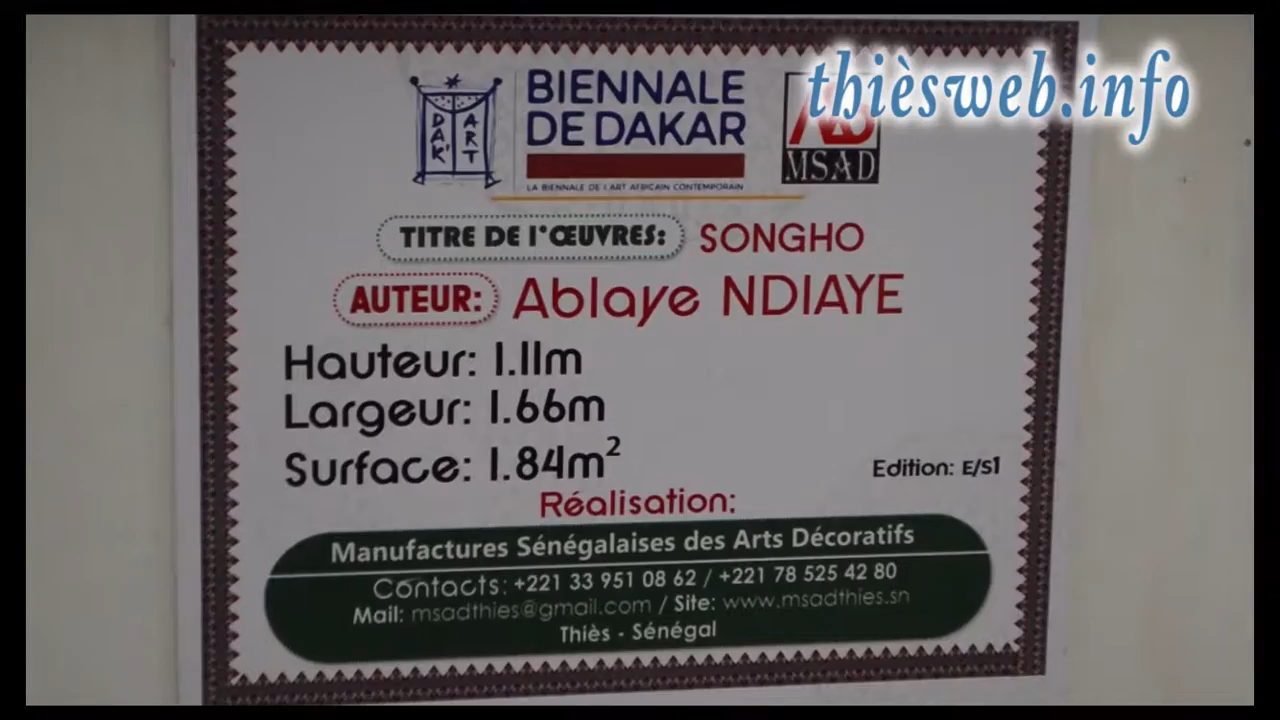 thièsweb.info
DAK'ART
BIENNALE
DE DAKAR
LA BIENNALE DE L'ART AFRICAIN CONTEMPORAIN
MSAD
TITRE DE l'ŒUVRES: SONGHO
AUTEUR: Ablaye NDIAYE
Hauteur: 1.11m
Largeur: 1.66m
Surface: 1.84m²
Edition: E/S1
Réalisation:
Manufactures Sénégalaises des Arts Décoratifs
Contacts: +221 33 951 08 62 / +221 78 525 42 80
Mail: msadthies@gmail.com / Site: www.msadthies.sn
Thiès - Sénégal